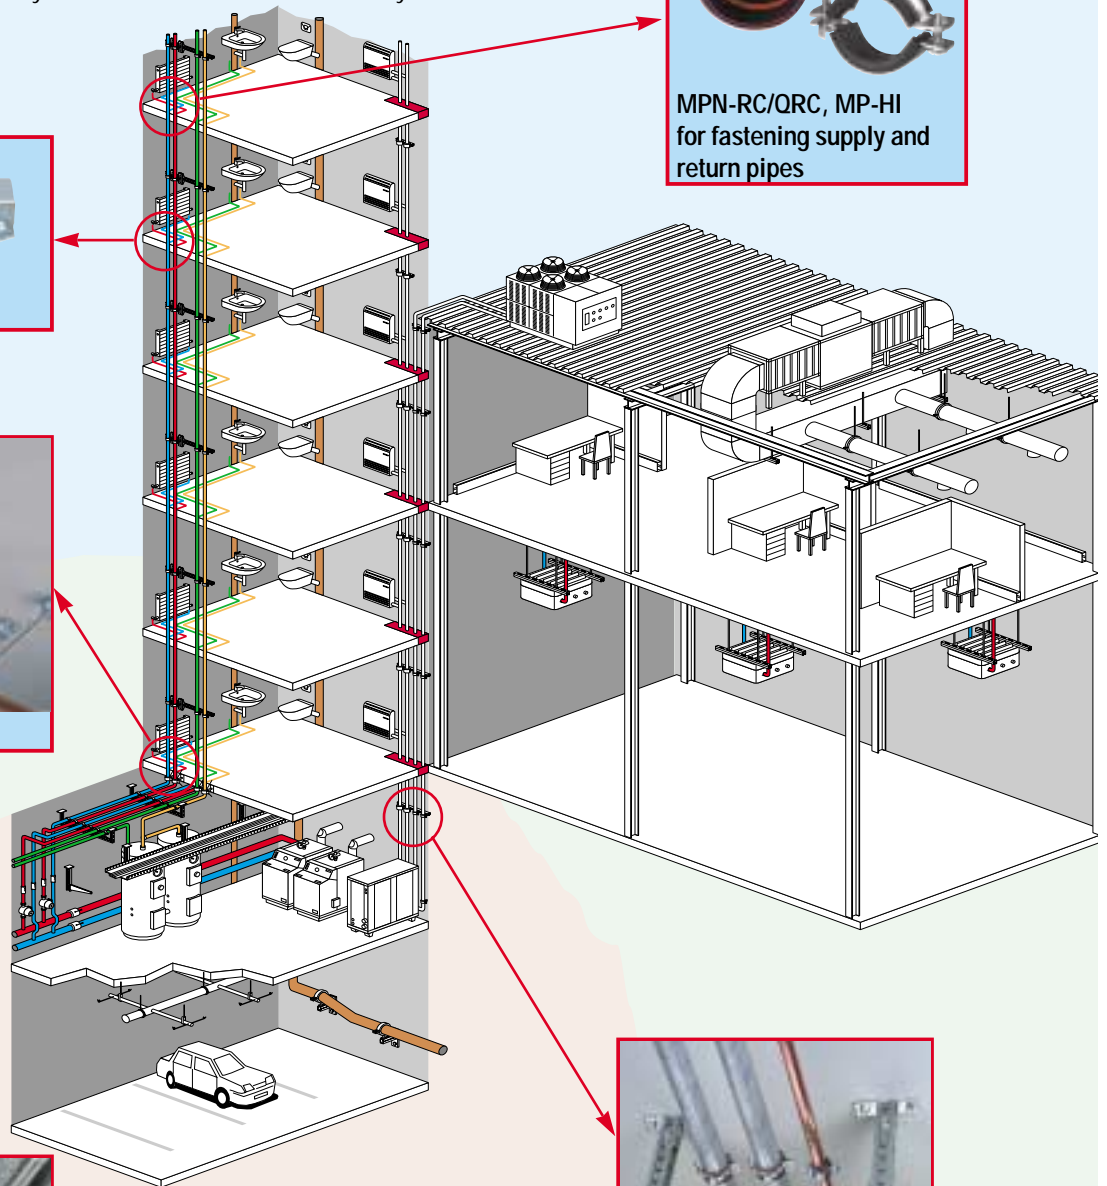 MPN-RC/QRC, MP-HI
for fastening supply and
return pipes